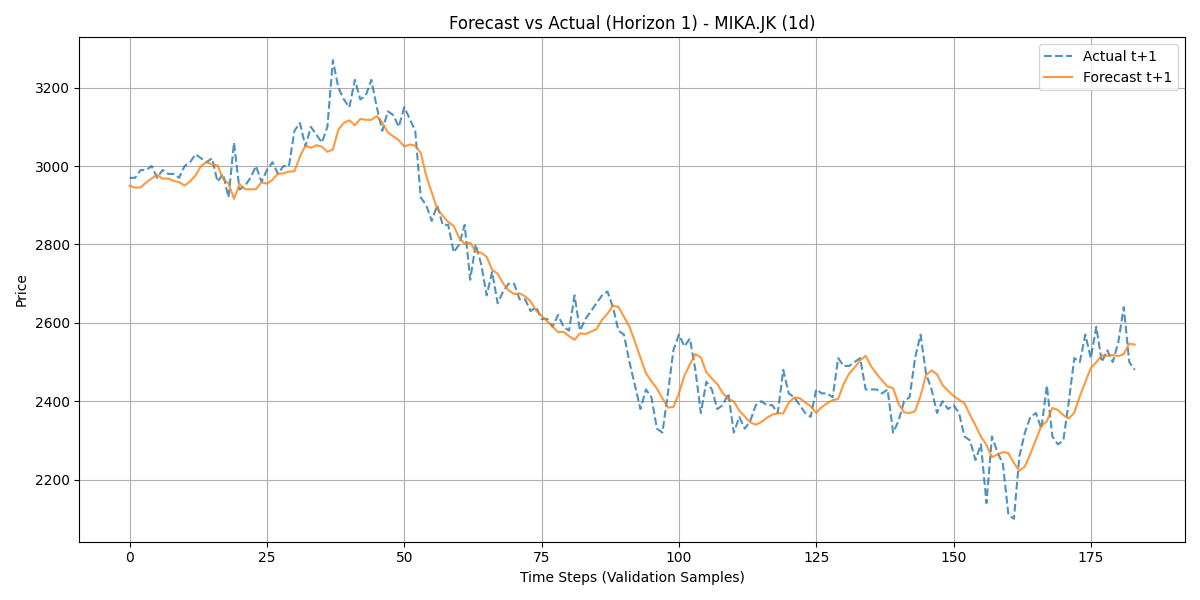 Forecast vs Actual (Horizon 1) - MIKA.JK (1d)
Actual t+1
Forecast t+1
Price
3200
3000
2800
2600
2400
2200
0 25 50 75 100 125 150 175
Time Steps (Validation Samples)